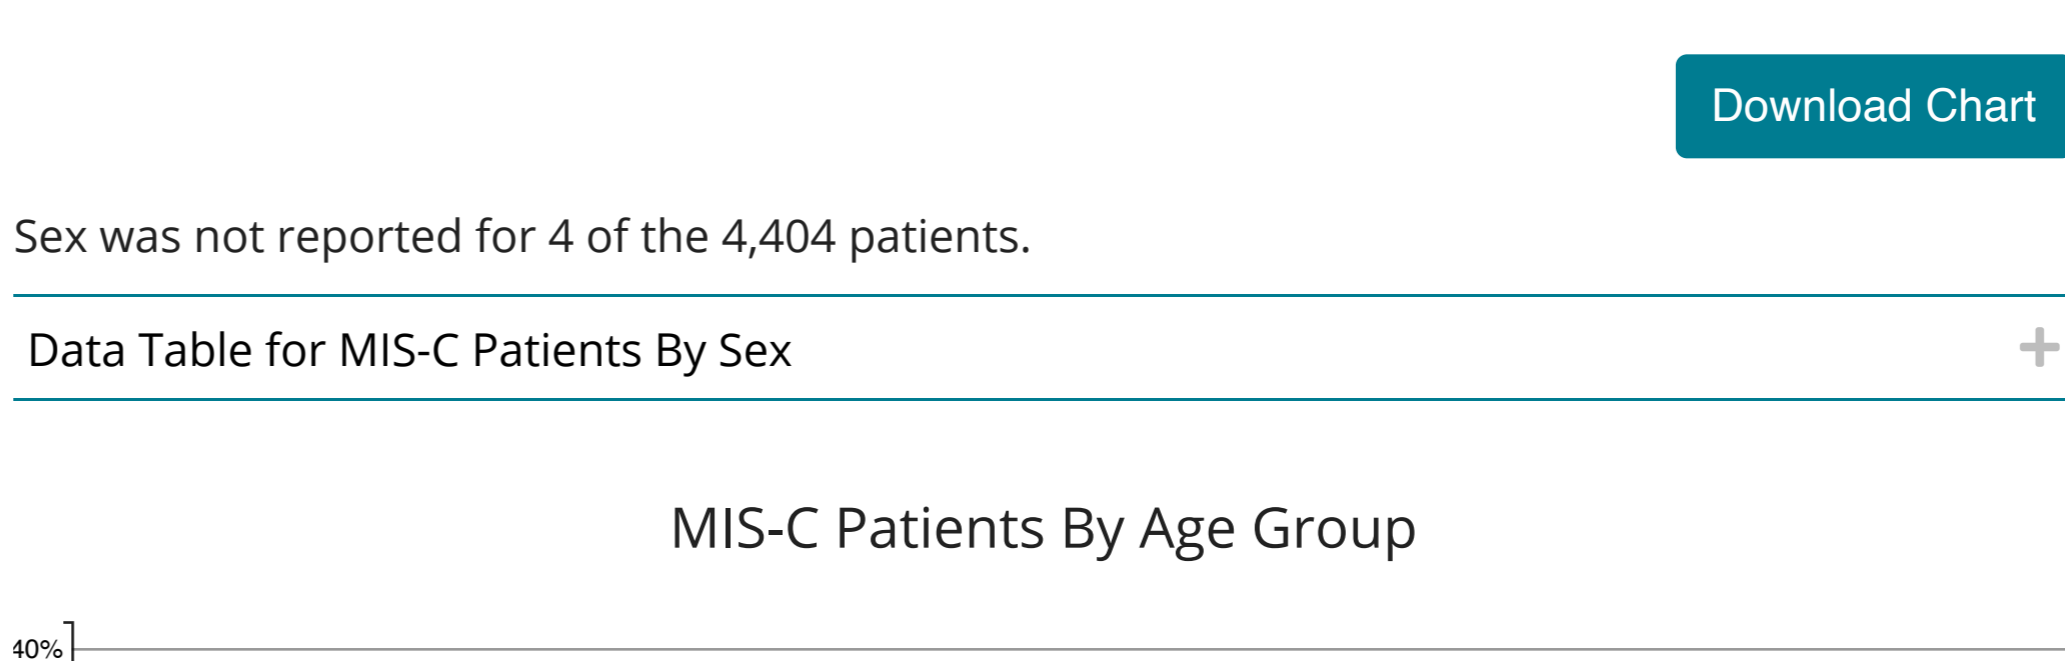 Download Chart
Sex was not reported for 4 of the 4,404 patients.
Data Table for MIS-C Patients By Sex
MIS-C Patients By Age Group
40%